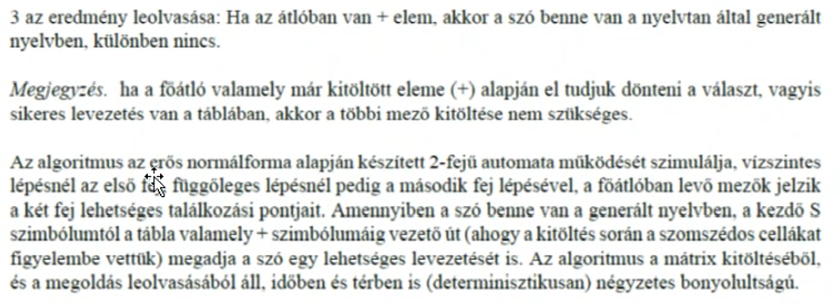 3 az eredmény leolvasása: Ha az átlóban van + elem, akkor a szó benne van a nyelvtan által generált
nyelvben, különben nincs.
Megjegyzés. ha a főátló valamely már kitöltött eleme (+) alapján el tudjuk dönteni a választ, vagyis
sikeres levezetés van a táblában, akkor a többi mező kitöltése nem szükséges.
Az algoritmus az erős normálforma alapján készített 2-fejű automata működését szimulálja, vízszintes
lépésnél az első függőleges lépésnél pedig a második fej lépésével, a főátlóban levő mezők jelzik
a két fej lehetséges találkozási pontjait. Amennyiben a szó benne van a generált nyelvben, a kezdő S
szimbólumtól a tábla valamely + szimbólumáig vezető út (ahogy a kitöltés során a szomszédos cellákat
figyelembe vettük) megadja a szó egy lehetséges levezetését is. Az algoritmus a mátrix kitöltéséből,
és a megoldás leolvasásából áll, időben és térben is (determinisztikusan) négyzetes bonyolultságú.